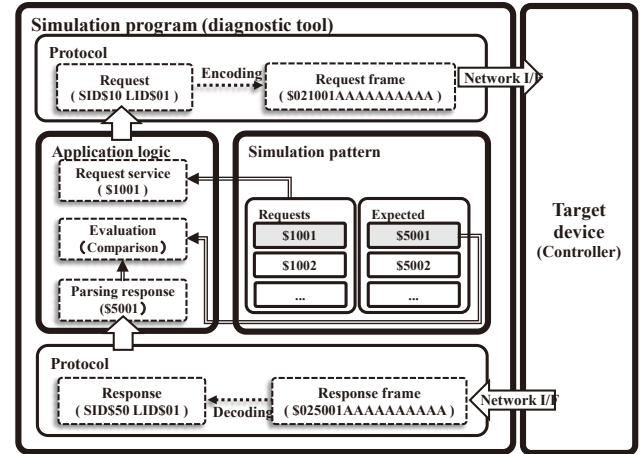 Simulation program (diagnostic tool)
Protocol
Request
( SID$10 LID$01 )
Encoding
Request frame
( $021001AAAAAAAAAA )
Network I/F
Application logic
Request service
( $1001 )
Evaluation
(Comparison)
Parsing response
($5001)
Simulation pattern
Requests
$1001
$1002
...
Expected
$5001
$5002
...
Target
device
(Controller)
Protocol
Response
( SID$50 LID$01 )
Decoding
Response frame
( $025001AAAAAAAAAA )
Network I/F